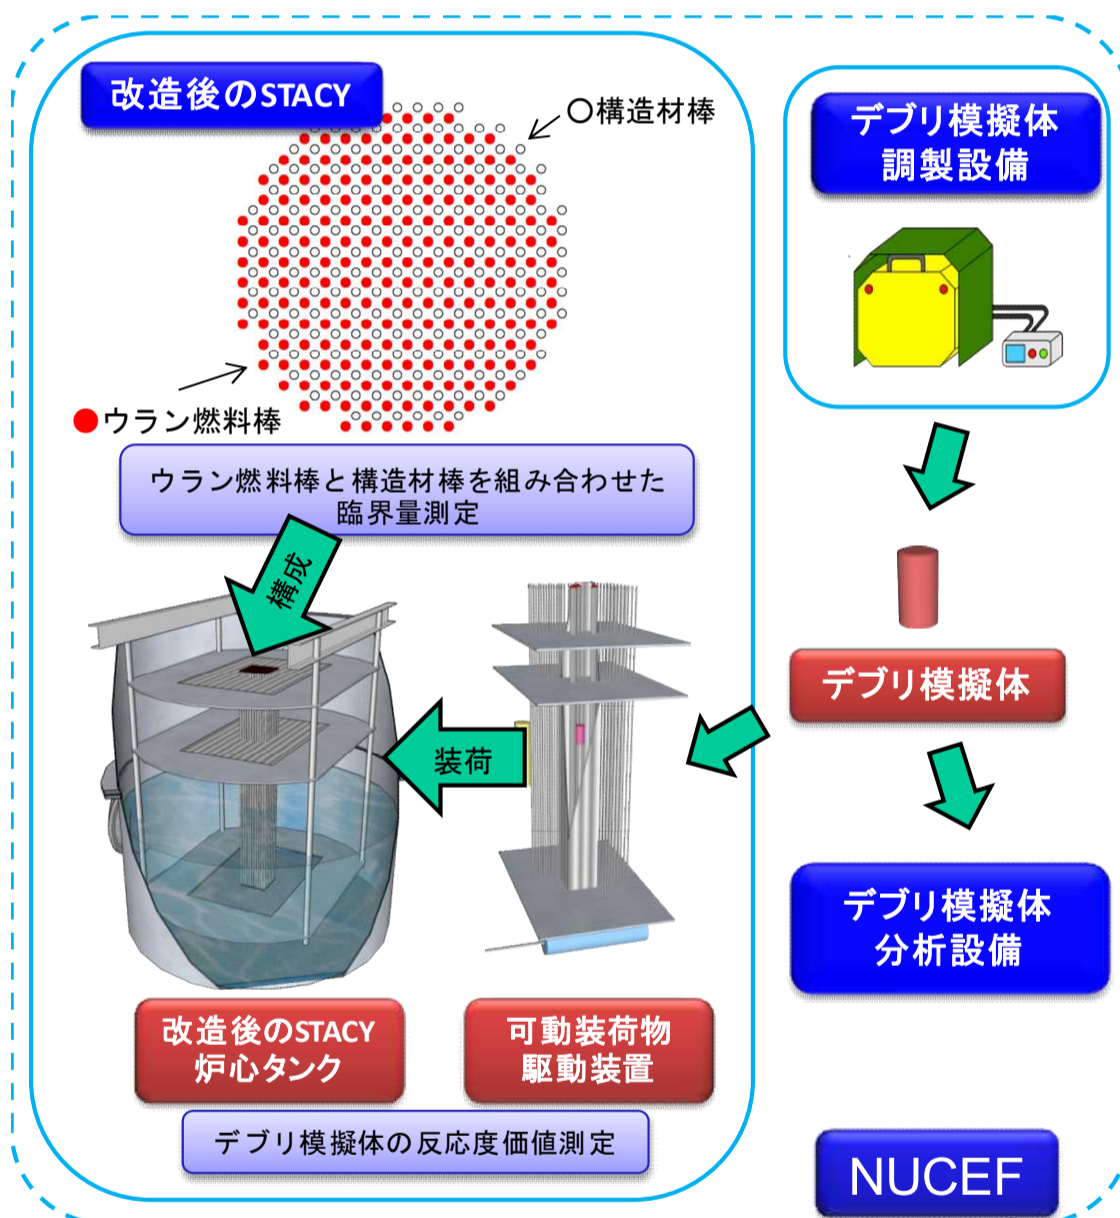 改造後のSTACY
○構造材棒
●ウラン燃料棒
ウラン燃料棒と構造材棒を組み合わせた
臨界量測定
構成
装荷
改造後のSTACY
炉心タンク
可動装荷物
駆動装置
デブリ模擬体の反応度価値測定
デブリ模擬体
調製設備
デブリ模擬体
デブリ模擬体
分析設備
NUCEF